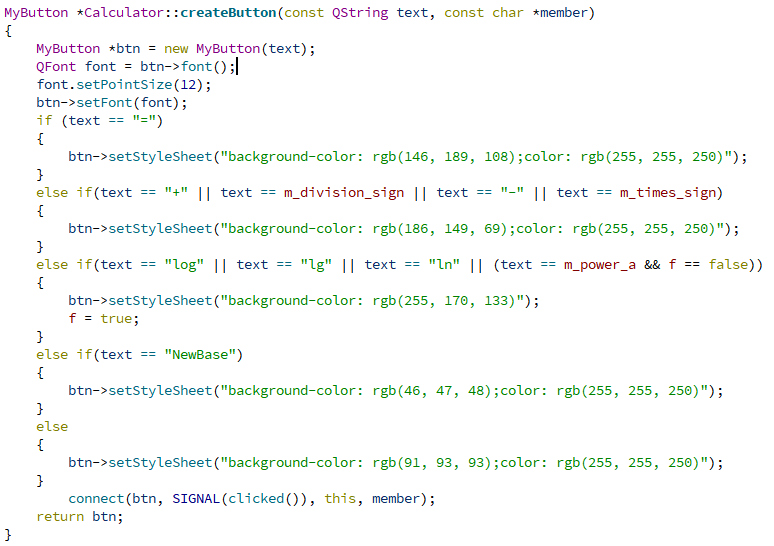 MyButton *Calculator::createButton(const QString text, const char *member)
{
    MyButton *btn = new MyButton(text);
    QFont font = btn->font();
    font.setPointSize(12);
    btn->setFont(font);
    if (text == "=")
    {
        btn->setStyleSheet("background-color: rgb(146, 189, 108);color: rgb(255, 255, 250)");
    }
    else if(text == "+" || text == m_division_sign || text == "-" || text == m_times_sign)
    {
        btn->setStyleSheet("background-color: rgb(186, 149, 69);color: rgb(255, 255, 250)");
    }
    else if(text == "log" || text == "lg" || text == "ln" || (text == m_power_a && f == false))
    {
        btn->setStyleSheet("background-color: rgb(255, 170, 133)");
        f = true;
    }
    else if(text == "NewBase")
    {
        btn->setStyleSheet("background-color: rgb(46, 47, 48);color: rgb(255, 255, 250)");
    }
    else
    {
        btn->setStyleSheet("background-color: rgb(91, 93, 93);color: rgb(255, 255, 250)");
    }
        connect(btn, SIGNAL(clicked()), this, member);
    return btn;
}